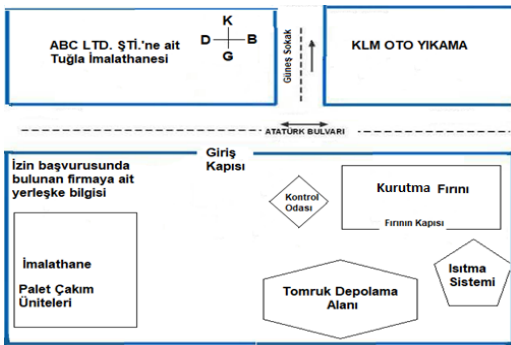 ABC LTD. ŞTİ.'ne ait
Tuğla İmalathanesi
K
D
B
G
Güneş Sokak
KLM OTO YIKAMA
ATATÜRK BULVARI
Giriş
Kapısı
İzin başvurusunda
bulunan firmaya ait
yerleşke bilgisi
Kontrol
Odası
Kurutma Fırını
Fırının Kapısı
İmalathane
Palet Çakım
Üniteleri
Tomruk Depolama
Alanı
Isıtma
Sistemi